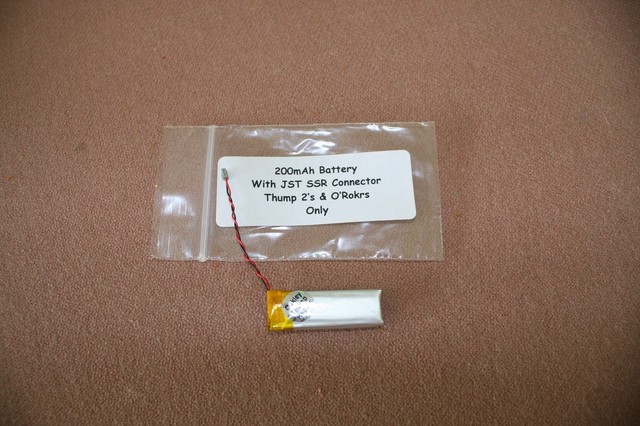 200mAh Battery
With JST SSR Connector
Thump 2's & O'Rokrs
Only